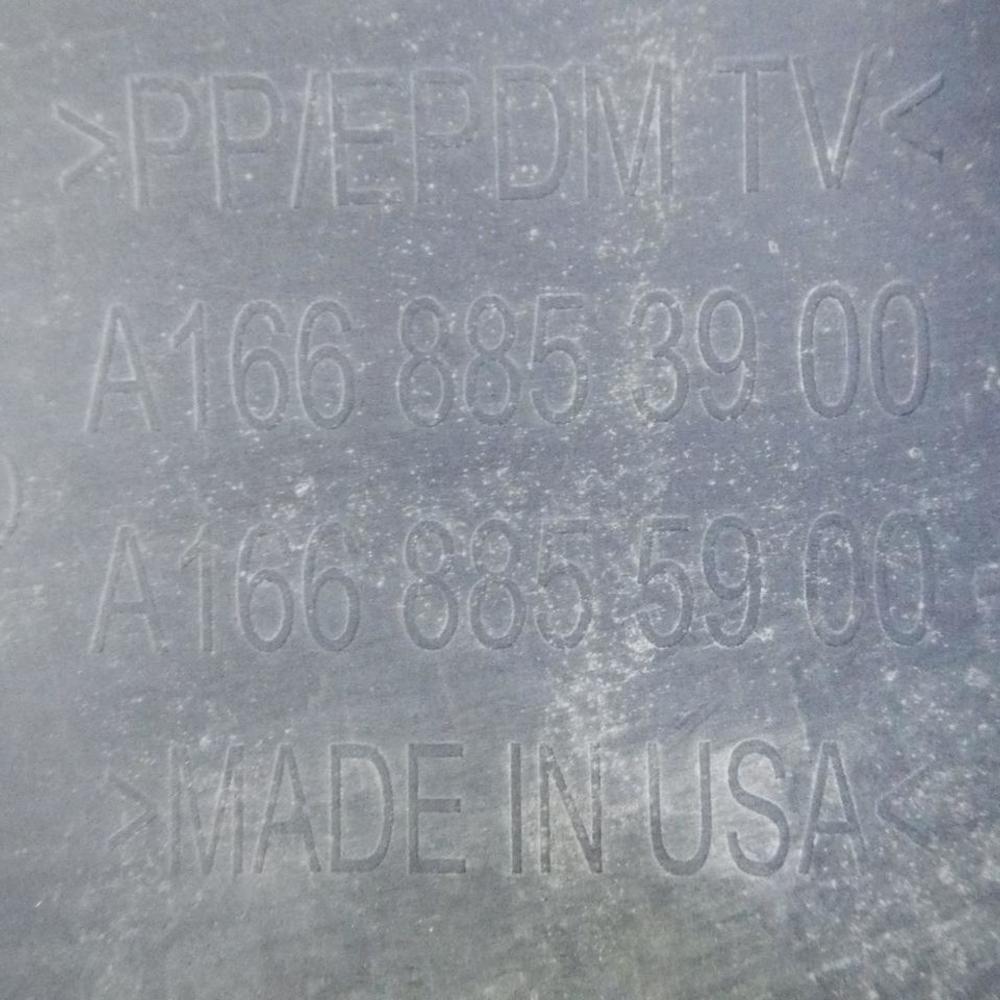 >PP/EPDM TV<
A166 885 39 00
A166 885 59 00
>MADE IN USA<